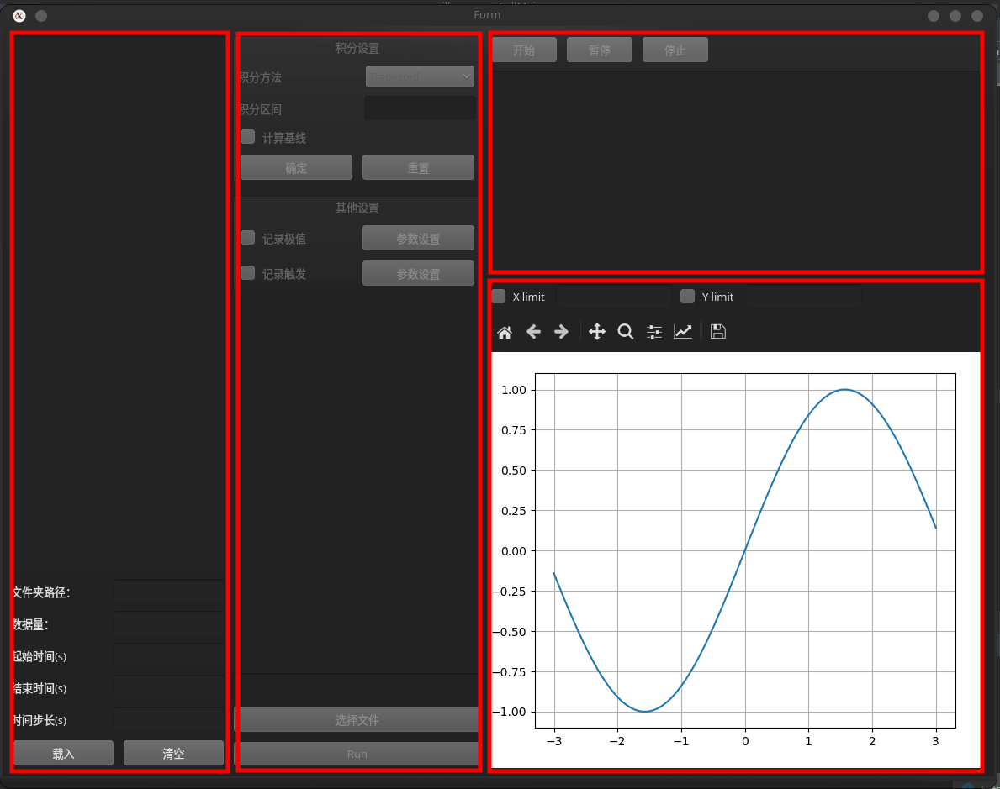 Form
积分设置
积分方法 Trapezoid
积分区间
计算基线
确定 重置
其他设置
记录极值 参数设置
记录触发 参数设置
选择文件
Run
文件夹路径：
数据量：
起始时间(s)
结束时间(s)
时间步长(s)
载入 清空
开始 暂停 停止
X limit Y limit
1.00
0.75
0.50
0.25
0.00
−0.25
−0.50
−0.75
−1.00
−3 −2 −1 0 1 2 3